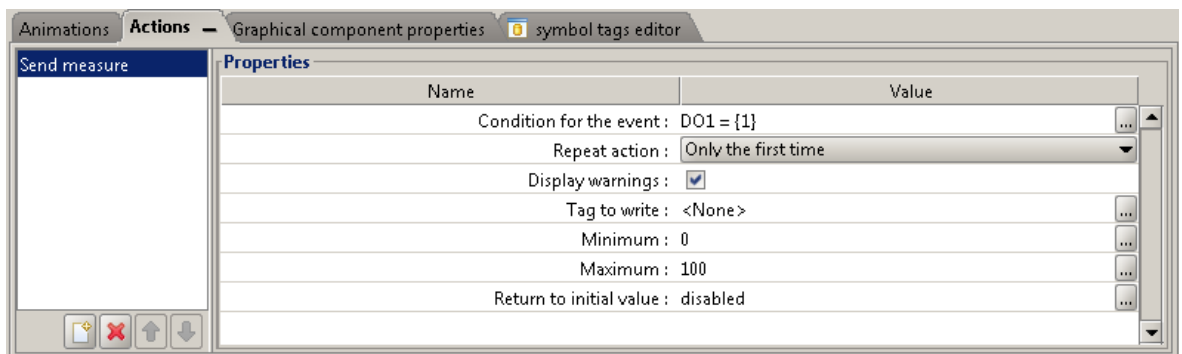 Animations Actions Graphical component properties symbol tags editor
Send measure
Properties
Name Value
Condition for the event : DO1 = {1} ...
Repeat action : Only the first time
Display warnings :
Tag to write : <None> ...
Minimum : 0 ...
Maximum : 100 ...
Return to initial value : disabled ...